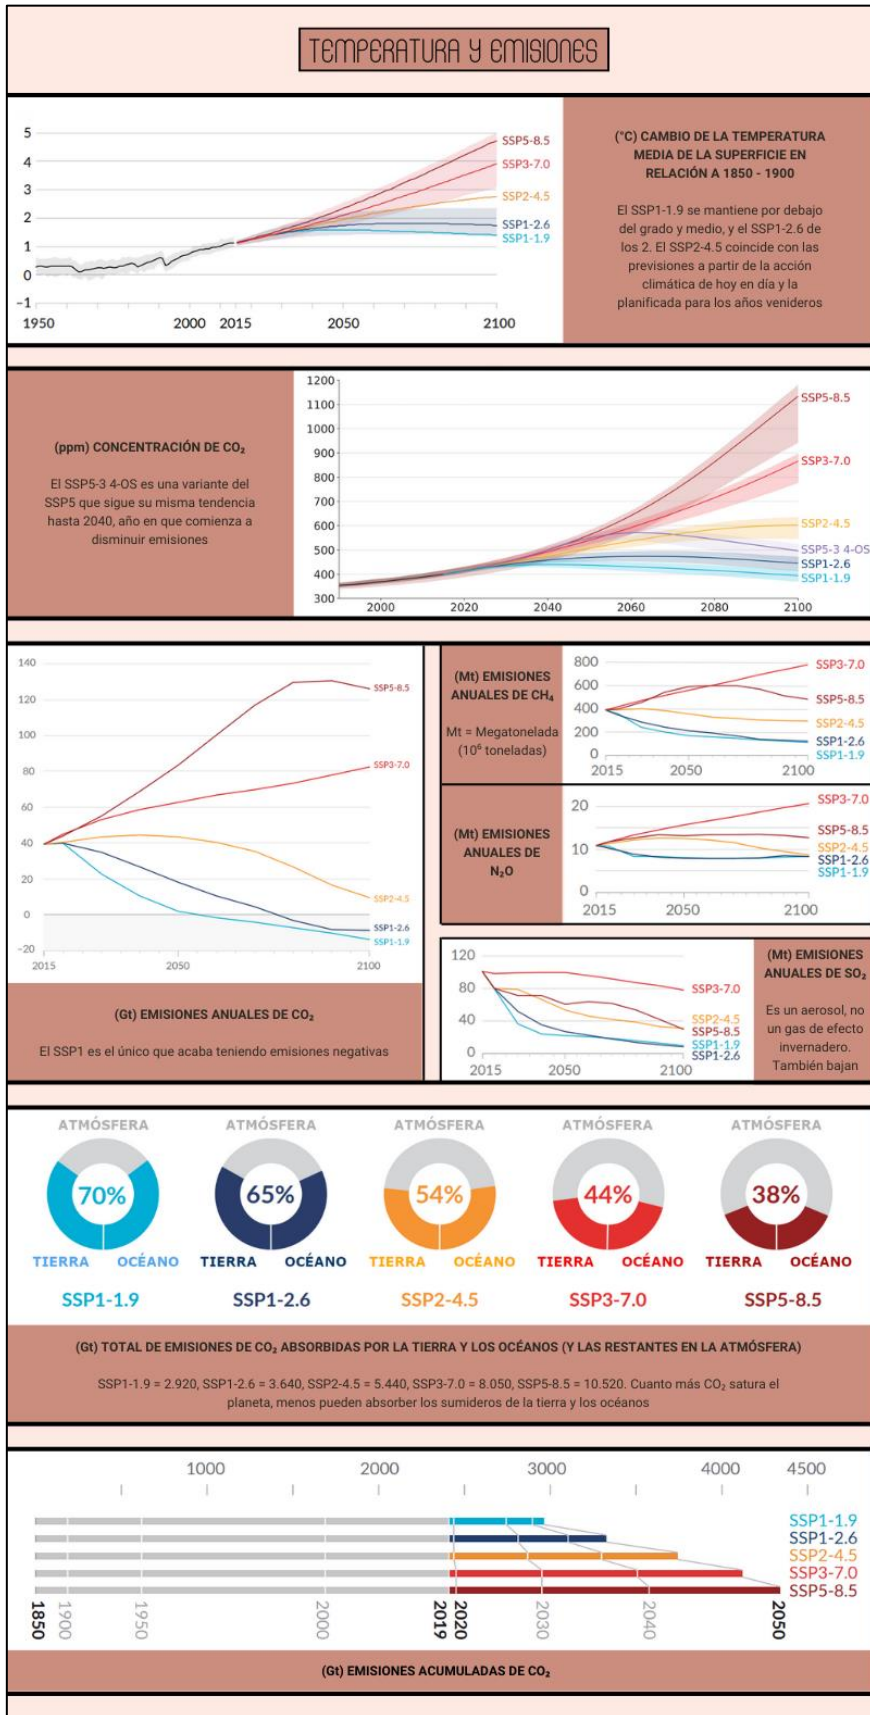 TEMPERATURA Y EMISIONES
5
4
3
2
1
0
−1
1950
2000
2015
2050
2100
SSP5-8.5
SSP3-7.0
SSP2-4.5
SSP1-2.6
SSP1-1.9
(°C) CAMBIO DE LA TEMPERATURA
MEDIA DE LA SUPERFICIE EN
RELACIÓN A 1850 - 1900
El SSP1-1.9 se mantiene por debajo
del grado y medio, y el SSP1-2.6 de
los 2. El SSP2-4.5 coincide con las
previsiones a partir de la acción
climática de hoy en día y la
planificada para los años venideros
(ppm) CONCENTRACIÓN DE CO₂
El SSP5-3 4-OS es una variante del
SSP5 que sigue su misma tendencia
hasta 2040, año en que comienza a
disminuir emisiones
1200
1100
1000
900
800
700
600
500
400
300
2000
2020
2040
2060
2080
2100
SSP5-8.5
SSP3-7.0
SSP2-4.5
SSP5-3 4-OS
SSP1-2.6
SSP1-1.9
140
120
100
80
60
40
20
0
−20
2015
2050
2100
SSP5-8.5
SSP3-7.0
SSP2-4.5
SSP1-2.6
SSP1-1.9
(Gt) EMISIONES ANUALES DE CO₂
El SSP1 es el único que acaba teniendo emisiones negativas
(Mt) EMISIONES
ANUALES DE CH₄
Mt = Megatonelada
(10⁶ toneladas)
800
600
400
200
0
2015
2050
2100
SSP3-7.0
SSP5-8.5
SSP2-4.5
SSP1-2.6
SSP1-1.9
(Mt) EMISIONES
ANUALES DE
N₂O
20
10
0
2015
2050
2100
SSP3-7.0
SSP5-8.5
SSP2-4.5
SSP1-2.6
SSP1-1.9
120
80
40
0
2015
2050
2100
SSP3-7.0
SSP2-4.5
SSP5-8.5
SSP1-1.9
SSP1-2.6
(Mt) EMISIONES
ANUALES DE SO₂
Es un aerosol, no
un gas de efecto
invernadero.
También bajan
ATMÓSFERA ATMÓSFERA ATMÓSFERA ATMÓSFERA ATMÓSFERA
70% 65% 54% 44% 38%
TIERRA OCÉANO TIERRA OCÉANO TIERRA OCÉANO TIERRA OCÉANO TIERRA OCÉANO
SSP1-1.9 SSP1-2.6 SSP2-4.5 SSP3-7.0 SSP5-8.5
(Gt) TOTAL DE EMISIONES DE CO₂ ABSORBIDAS POR LA TIERRA Y LOS OCÉANOS (Y LAS RESTANTES EN LA ATMÓSFERA)
SSP1-1.9 = 2.920, SSP1-2.6 = 3.640, SSP2-4.5 = 5.440, SSP3-7.0 = 8.050, SSP5-8.5 = 10.520. Cuanto más CO₂ satura el
planeta, menos pueden absorber los sumideros de la tierra y los océanos
1000 2000 3000 4000 4500
SSP1-1.9
SSP1-2.6
SSP2-4.5
SSP3-7.0
SSP5-8.5
1850 1900 1950 2000 2019 2020 2030 2040 2050
(Gt) EMISIONES ACUMULADAS DE CO₂